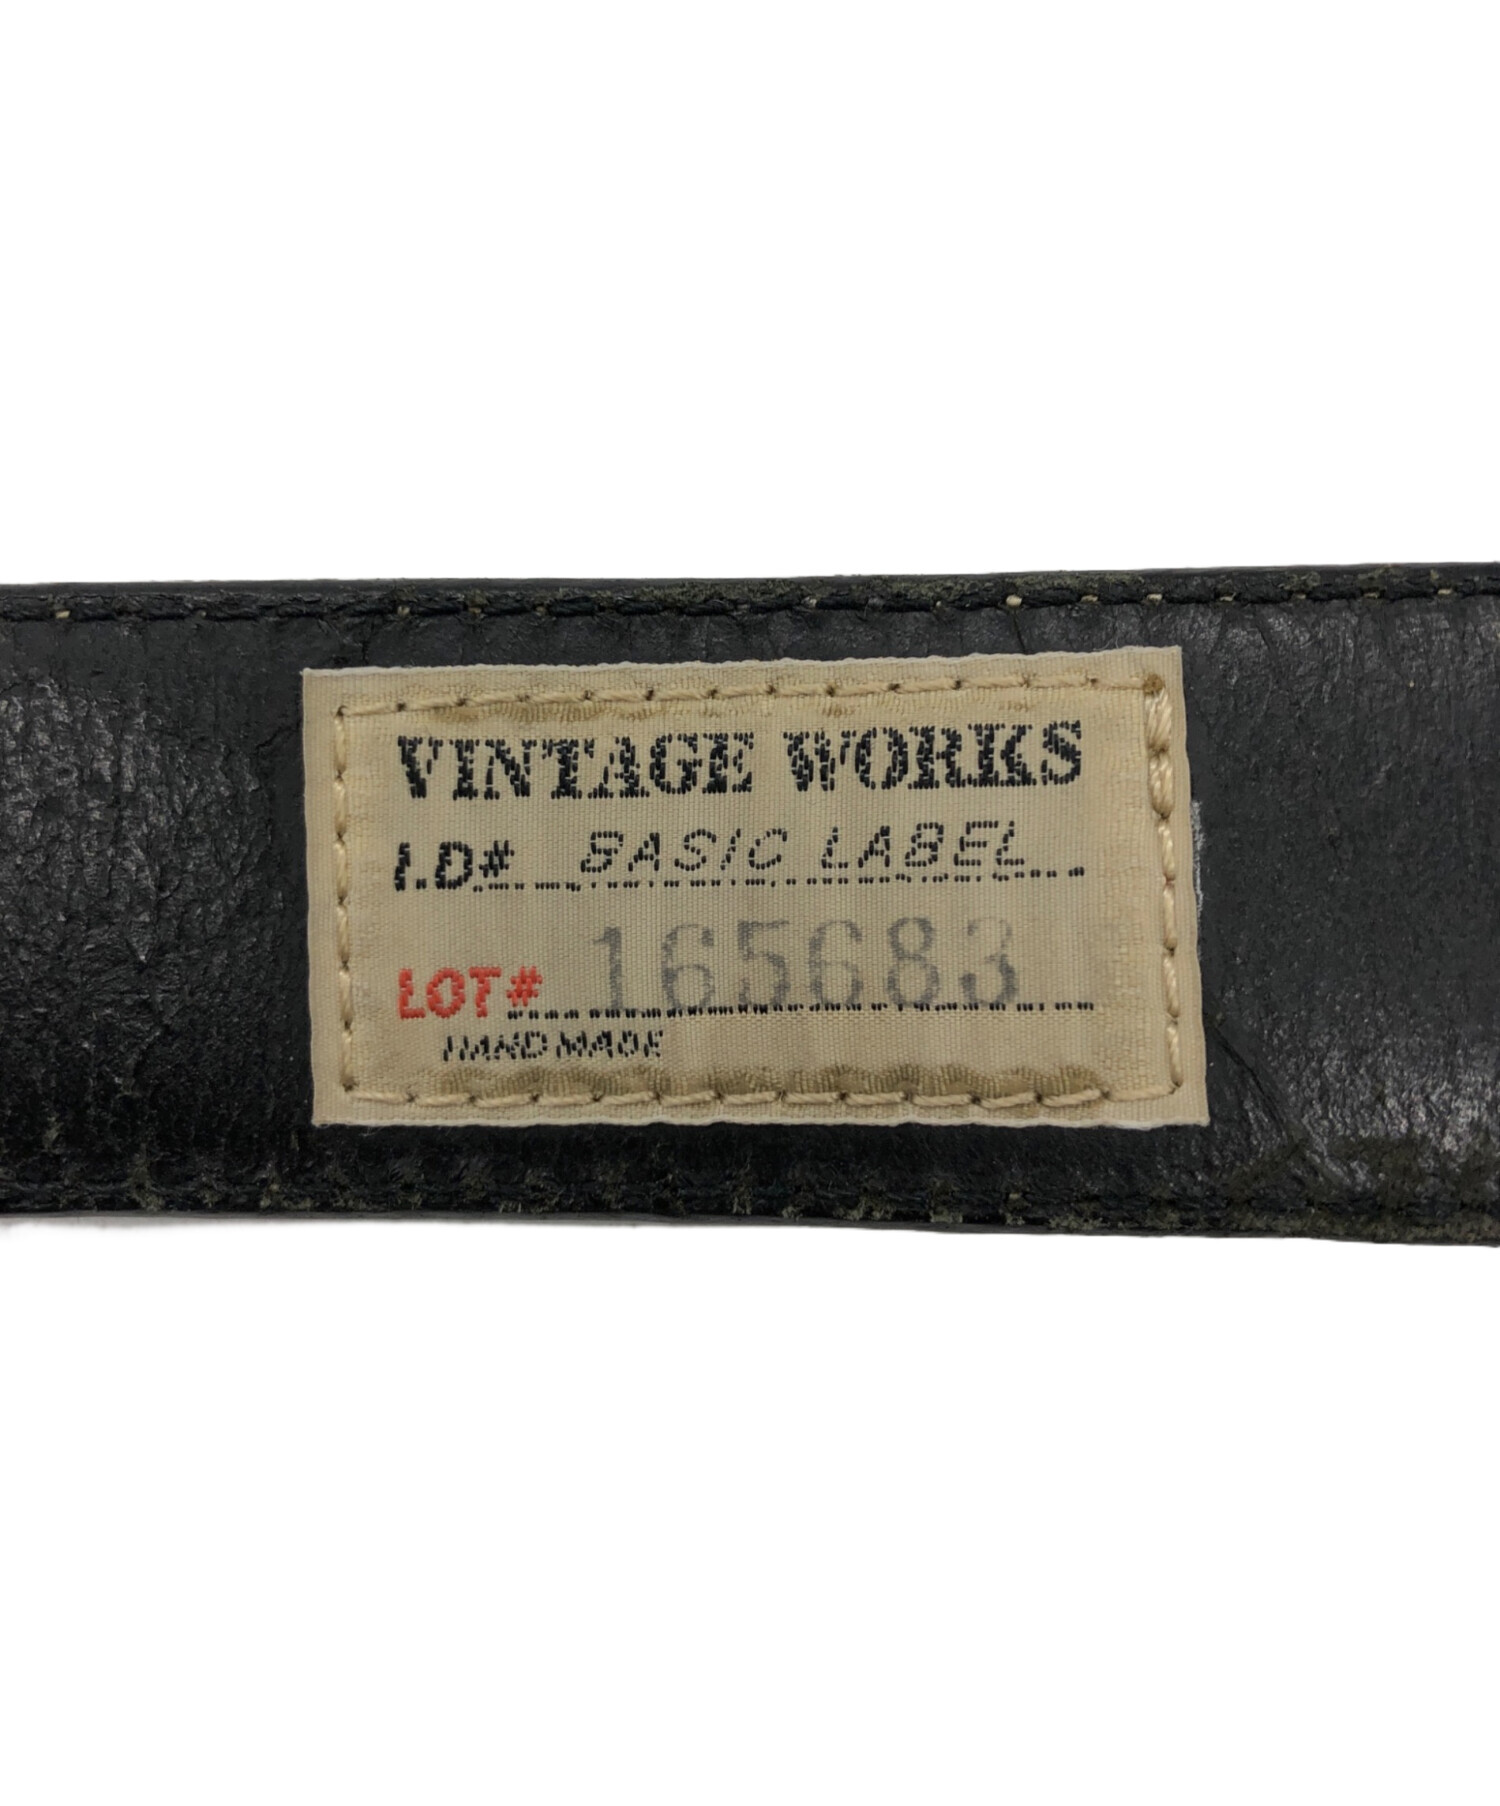 VINTAGE WORKS
I.D# BASIC LABEL
LOT# 165683
HAND MADE